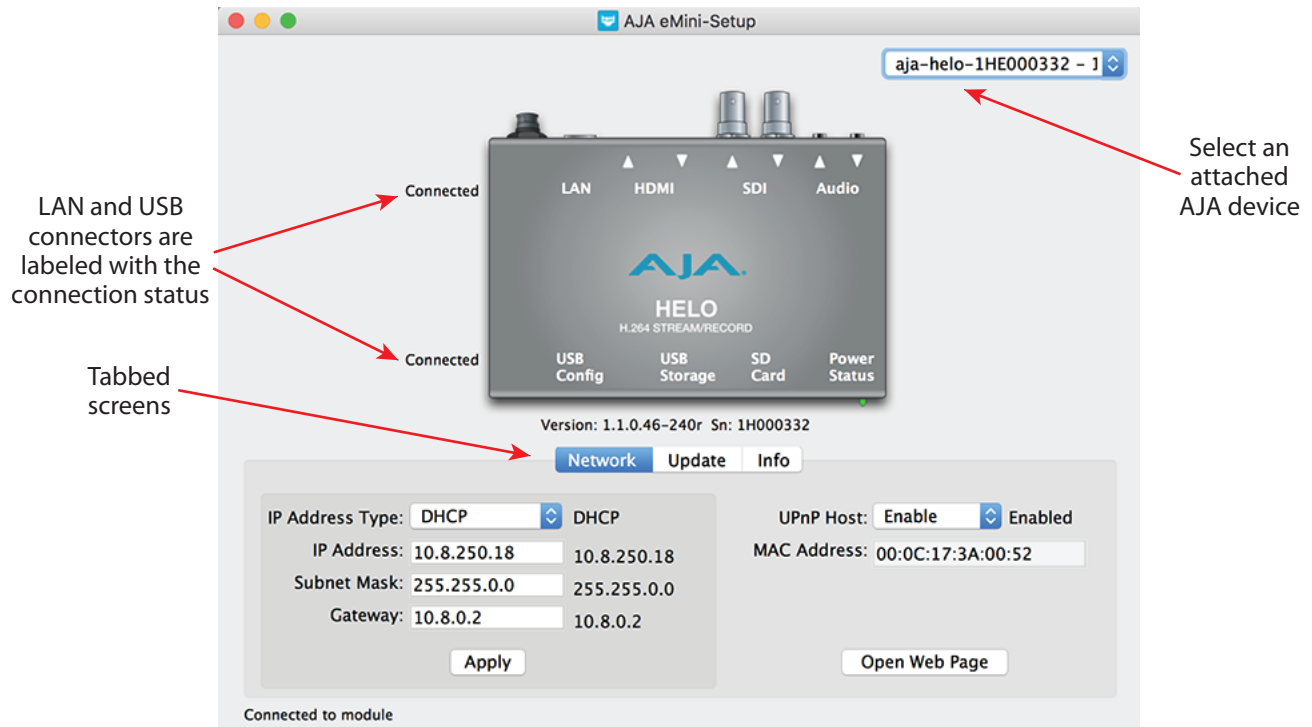 AJA eMini-Setup
aja-helo-1HE000332 - 1
Select an
attached
AJA device
LAN and USB
connectors are
labeled with the
connection status
Connected
LAN HDMI SDI Audio
AJA
HELO
H.264 STREAM/RECORD
Connected
USB Config
USB Storage
SD Card
Power Status
Tabbed
screens
Version: 1.1.0.46-240r Sn: 1H000332
Network Update Info
IP Address Type: DHCP DHCP
IP Address: 10.8.250.18 10.8.250.18
Subnet Mask: 255.255.0.0 255.255.0.0
Gateway: 10.8.0.2 10.8.0.2
Apply
UPnP Host: Enable Enabled
MAC Address: 00:0C:17:3A:00:52
Open Web Page
Connected to module